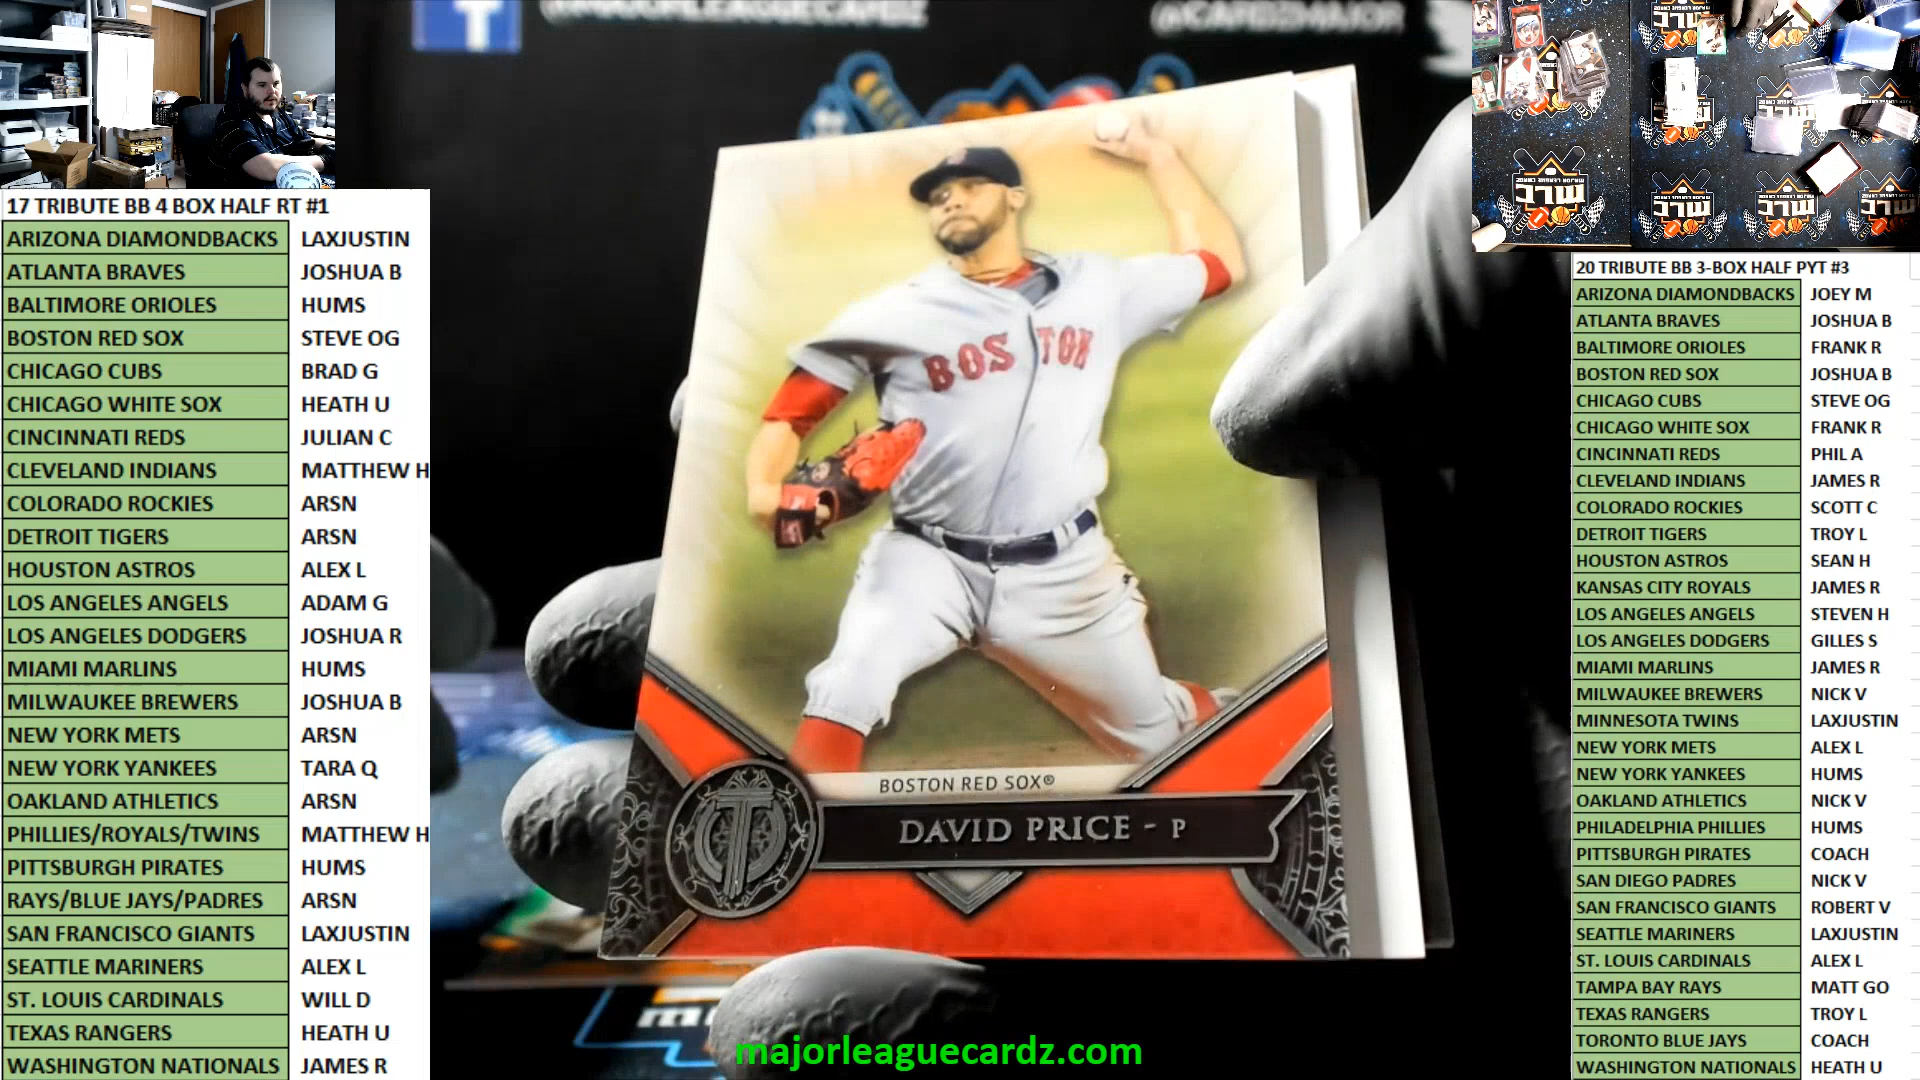 @MAJORLEAGUECARDZ
@CARDZMAJOR
17 TRIBUTE BB 4 BOX HALF RT #1
ARIZONA DIAMONDBACKS LAXJUSTIN
ATLANTA BRAVES JOSHUA B
BALTIMORE ORIOLES HUMS
BOSTON RED SOX STEVE OG
CHICAGO CUBS BRAD G
CHICAGO WHITE SOX HEATH U
CINCINNATI REDS JULIAN C
CLEVELAND INDIANS MATTHEW H
COLORADO ROCKIES ARSN
DETROIT TIGERS ARSN
HOUSTON ASTROS ALEX L
LOS ANGELES ANGELS ADAM G
LOS ANGELES DODGERS JOSHUA R
MIAMI MARLINS HUMS
MILWAUKEE BREWERS JOSHUA B
NEW YORK METS ARSN
NEW YORK YANKEES TARA Q
OAKLAND ATHLETICS ARSN
PHILLIES/ROYALS/TWINS MATTHEW H
PITTSBURGH PIRATES HUMS
RAYS/BLUE JAYS/PADRES ARSN
SAN FRANCISCO GIANTS LAXJUSTIN
SEATTLE MARINERS ALEX L
ST. LOUIS CARDINALS WILL D
TEXAS RANGERS HEATH U
WASHINGTON NATIONALS JAMES R
BOSTON
BOSTON RED SOX®
DAVID PRICE - P
majorleaguecardz.com
20 TRIBUTE BB 3-BOX HALF PYT #3
ARIZONA DIAMONDBACKS JOEY M
ATLANTA BRAVES JOSHUA B
BALTIMORE ORIOLES FRANK R
BOSTON RED SOX JOSHUA B
CHICAGO CUBS STEVE OG
CHICAGO WHITE SOX FRANK R
CINCINNATI REDS PHIL A
CLEVELAND INDIANS JAMES R
COLORADO ROCKIES SCOTT C
DETROIT TIGERS TROY L
HOUSTON ASTROS SEAN H
KANSAS CITY ROYALS JAMES R
LOS ANGELES ANGELS STEVEN H
LOS ANGELES DODGERS GILLES S
MIAMI MARLINS JAMES R
MILWAUKEE BREWERS NICK V
MINNESOTA TWINS LAXJUSTIN
NEW YORK METS ALEX L
NEW YORK YANKEES HUMS
OAKLAND ATHLETICS NICK V
PHILADELPHIA PHILLIES HUMS
PITTSBURGH PIRATES COACH
SAN DIEGO PADRES NICK V
SAN FRANCISCO GIANTS ROBERT V
SEATTLE MARINERS LAXJUSTIN
ST. LOUIS CARDINALS ALEX L
TAMPA BAY RAYS MATT GO
TEXAS RANGERS TROY L
TORONTO BLUE JAYS COACH
WASHINGTON NATIONALS HEATH U